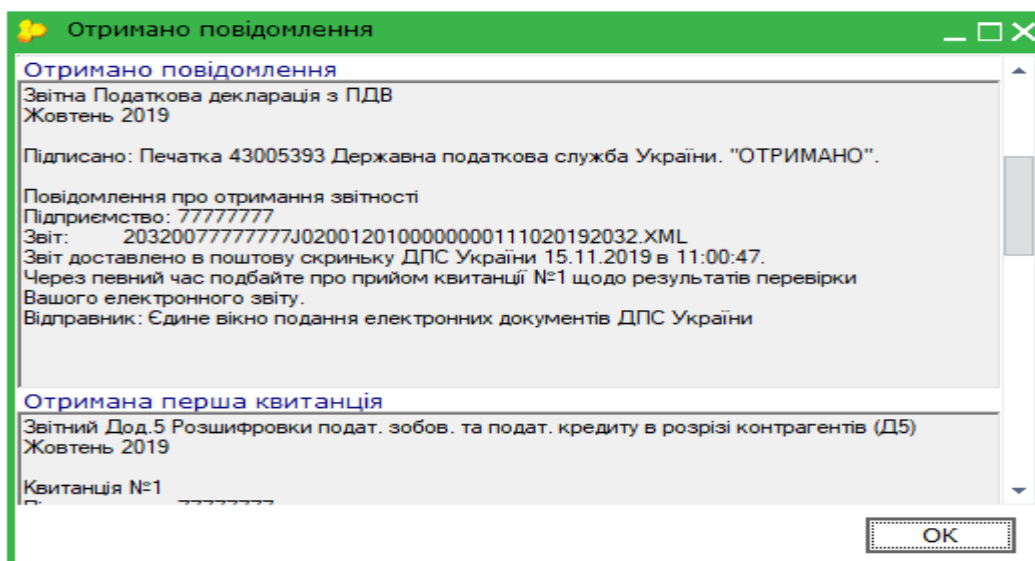 Отримано повідомлення
Отримано повідомлення
Звітна Податкова декларація з ПДВ
Жовтень 2019
Підписано: Печатка 43005393 Державна податкова служба України. "ОТРИМАНО".
Повідомлення про отримання звітності
Підприємство: 77777777
Звіт: 20320077777777J0200120100000000111020192032.XML
Звіт доставлено в поштову скриньку ДПС України 15.11.2019 в 11:00:47.
Через певний час подбайте про прийом квитанції №1 щодо результатів перевірки
Вашого електронного звіту.
Відправник: Єдине вікно подання електронних документів ДПС України
Отримана перша квитанція
Звітний Дод.5 Розшифровки подат. зобов. та подат. кредиту в розрізі контрагентів (Д5)
Жовтень 2019
Квитанція №1
OK